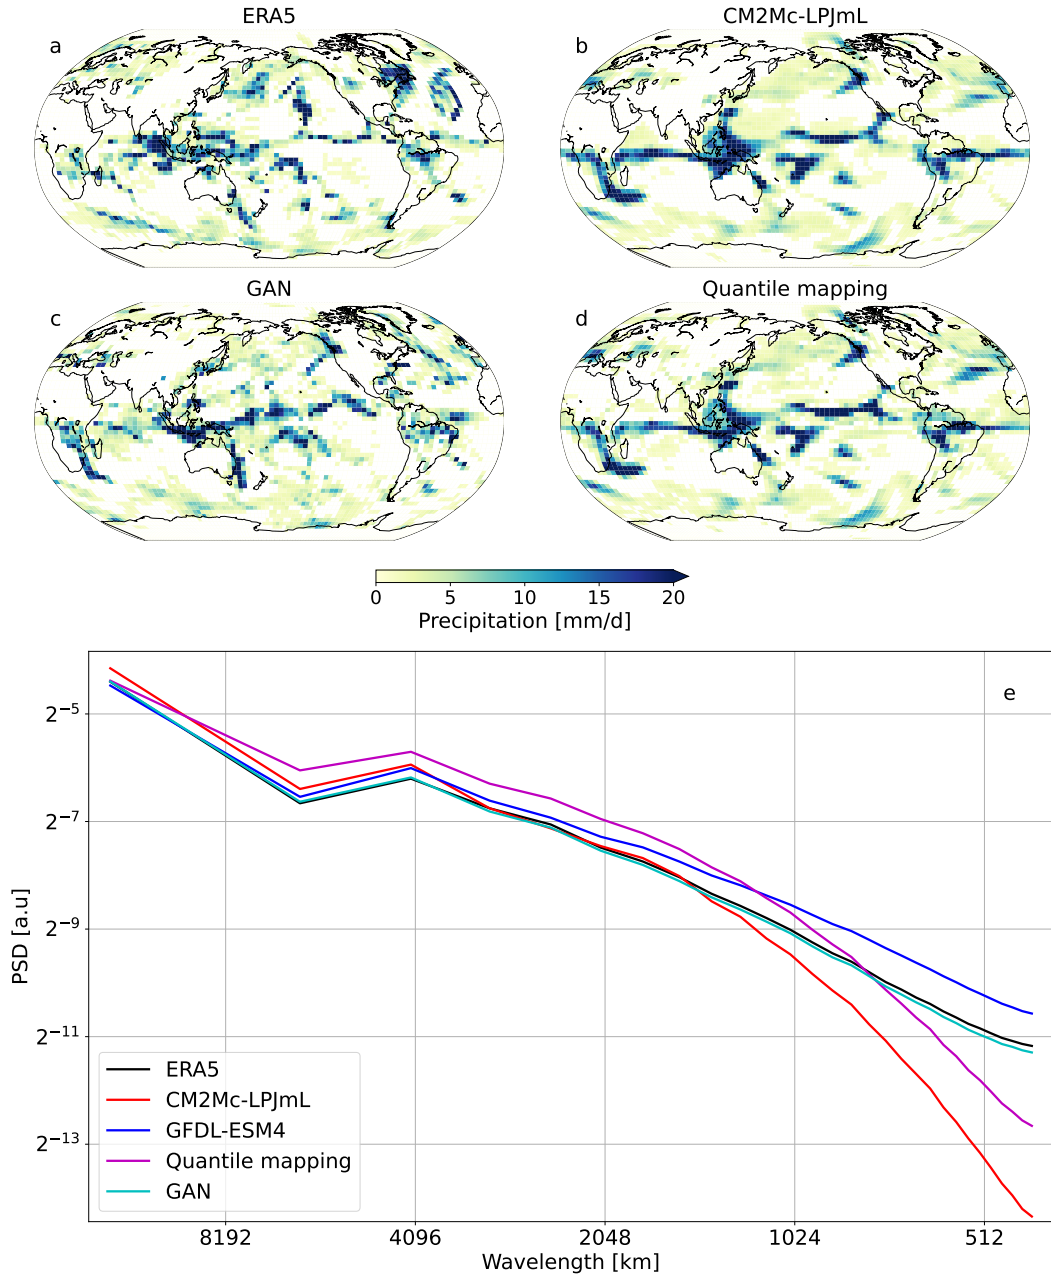 ERA5
CM2Mc-LPJmL
a
b
GAN
Quantile mapping
c
d
0 5 10 15 20
Precipitation [mm/d]
e
2⁻⁵
2⁻⁷
2⁻⁹
2⁻¹¹
2⁻¹³
PSD [a.u]
ERA5
CM2Mc-LPJmL
GFDL-ESM4
Quantile mapping
GAN
8192 4096 2048 1024 512
Wavelength [km]